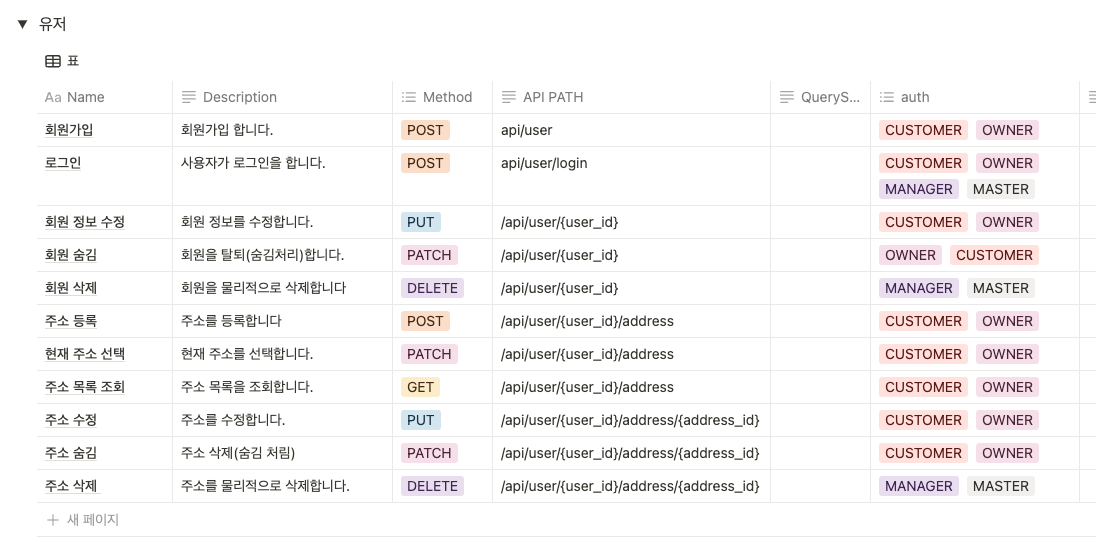 유저
표
Aa Name Description Method API PATH QueryS... auth
회원가입 회원가입 합니다. POST api/user CUSTOMER OWNER
로그인 사용자가 로그인을 합니다. POST api/user/login CUSTOMER OWNER
MANAGER MASTER
회원 정보 수정 회원 정보를 수정합니다. PUT /api/user/{user_id} CUSTOMER OWNER
회원 숨김 회원을 탈퇴(숨김처리)합니다. PATCH /api/user/{user_id} OWNER CUSTOMER
회원 삭제 회원을 물리적으로 삭제합니다 DELETE /api/user/{user_id} MANAGER MASTER
주소 등록 주소를 등록합니다 POST /api/user/{user_id}/address CUSTOMER OWNER
현재 주소 선택 현재 주소를 선택합니다. PATCH /api/user/{user_id}/address CUSTOMER OWNER
주소 목록 조회 주소 목록을 조회합니다. GET /api/user/{user_id}/address CUSTOMER OWNER
주소 수정 주소를 수정합니다. PUT /api/user/{user_id}/address/{address_id} CUSTOMER OWNER
주소 숨김 주소 삭제(숨김 처림) PATCH /api/user/{user_id}/address/{address_id} CUSTOMER OWNER
주소 삭제 주소를 물리적으로 삭제합니다. DELETE /api/user/{user_id}/address/{address_id} MANAGER MASTER
새 페이지